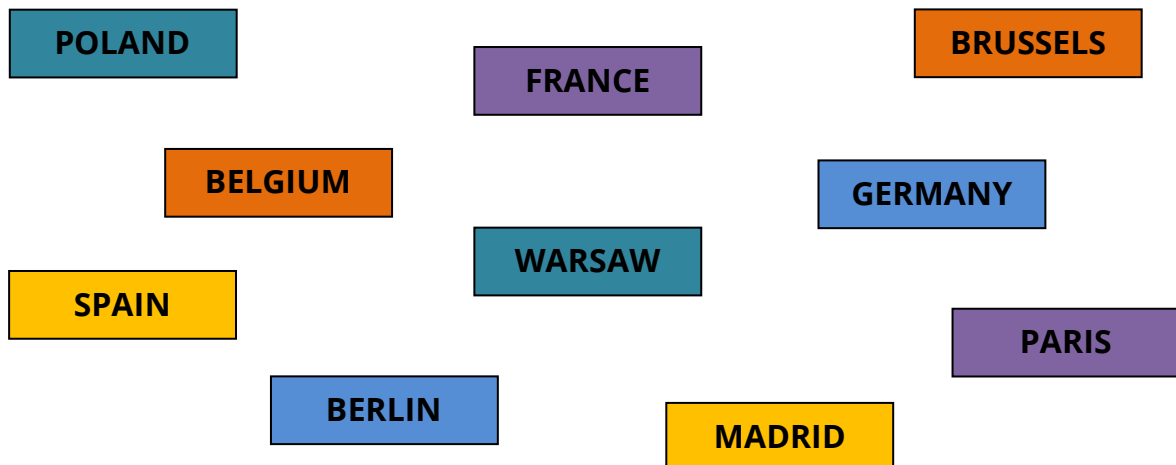 POLAND
BRUSSELS
FRANCE
BELGIUM
GERMANY
WARSAW
SPAIN
PARIS
BERLIN
MADRID